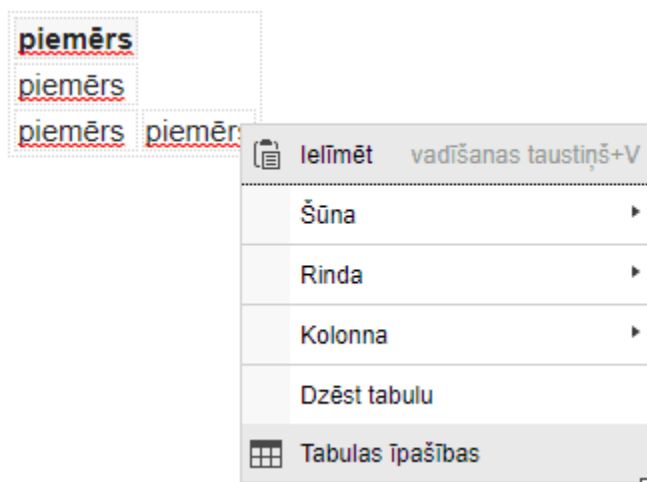 piemērs
piemērs
piemērs piemērs
Ielīmēt vadīšanas taustiņš+V
Šūna
Rinda
Kolonna
Dzēst tabulu
Tabulas īpašības